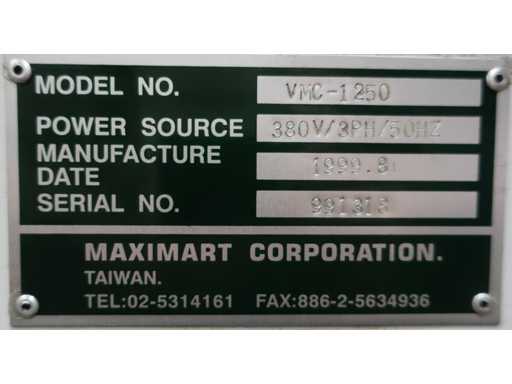 MODEL NO. VMC-1250
POWER SOURCE 380V/3PH/50HZ
MANUFACTURE
DATE 1999.8
SERIAL NO. 991318
MAXIMART CORPORATION.
TAIWAN.
TEL:02-5314161 FAX:886-2-5634936